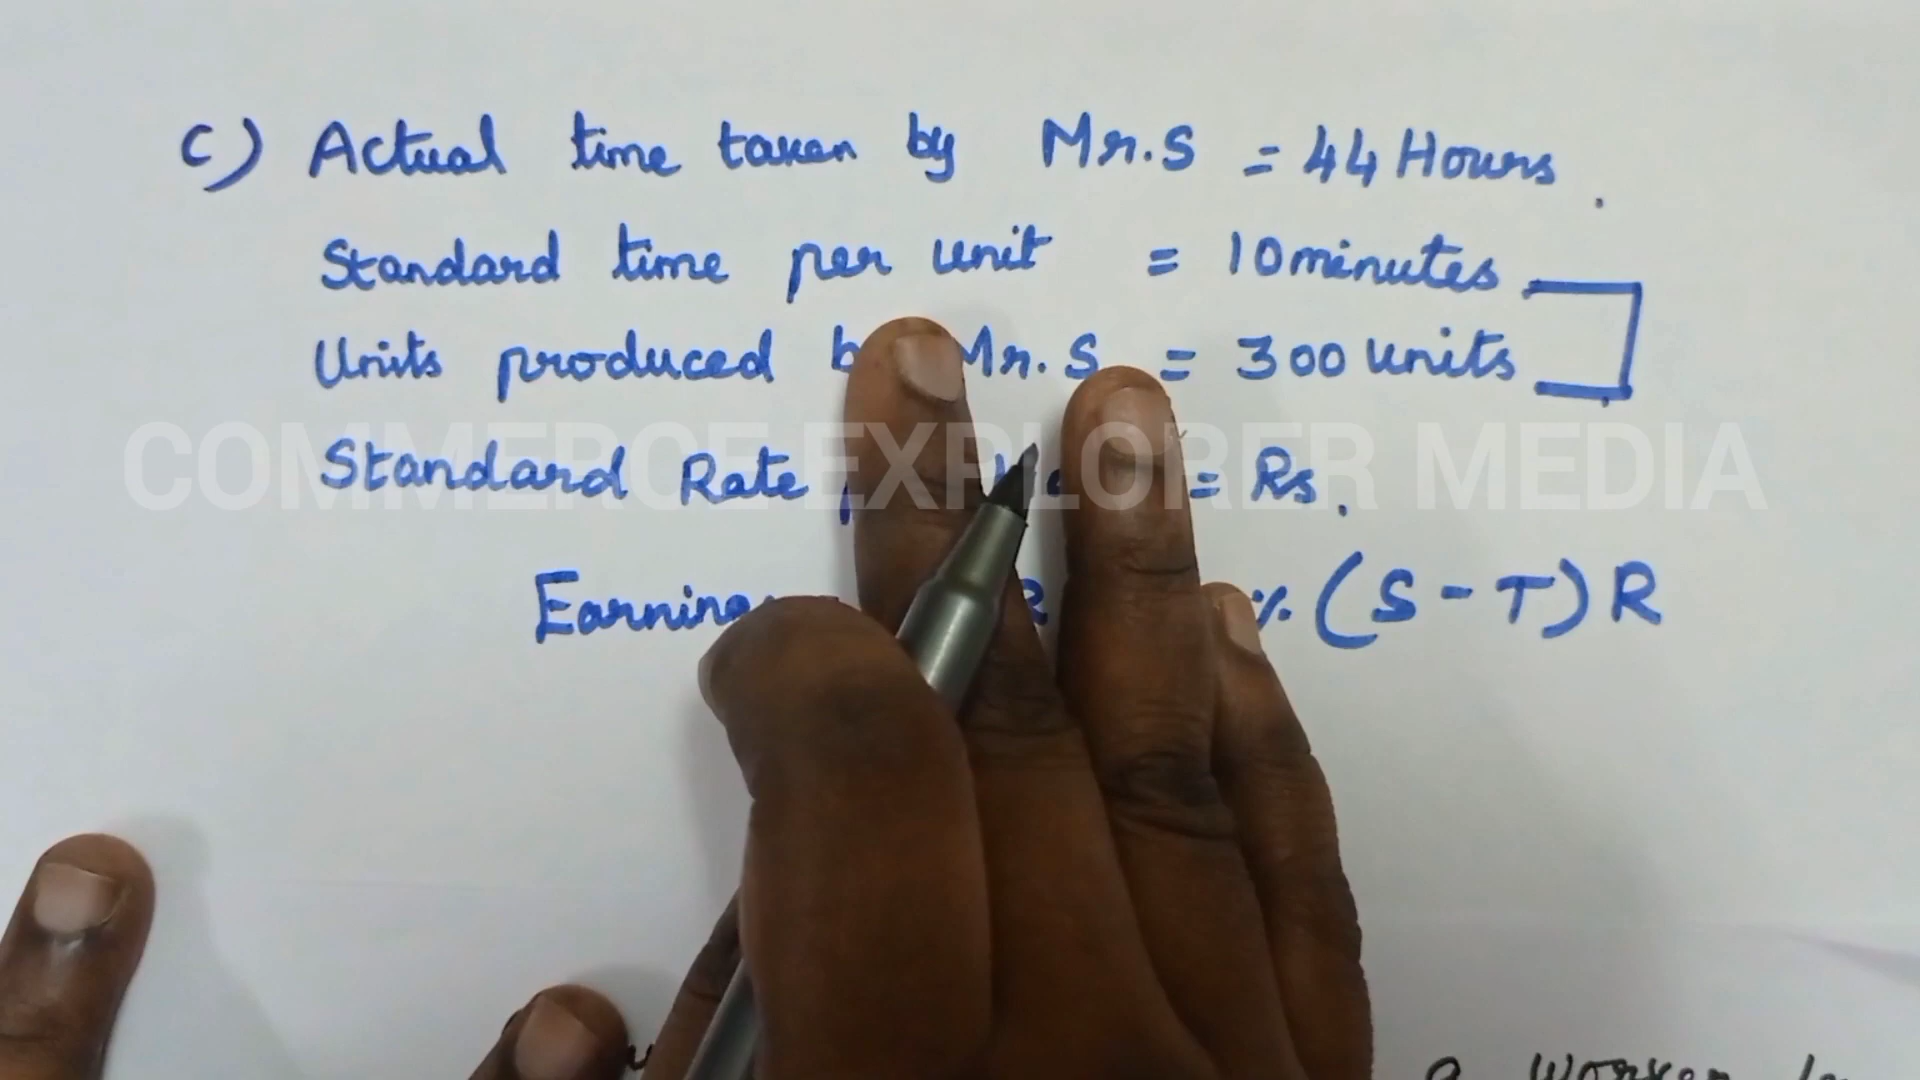 C) Actual time taken by Mr. S = 44 Hours.
Standard time per unit = 10 minutes
Units produced Mr. S = 300 units
COMMERCE EXPLORER MEDIA
Standard Rate = Rs.
% (S - T) R
a worker